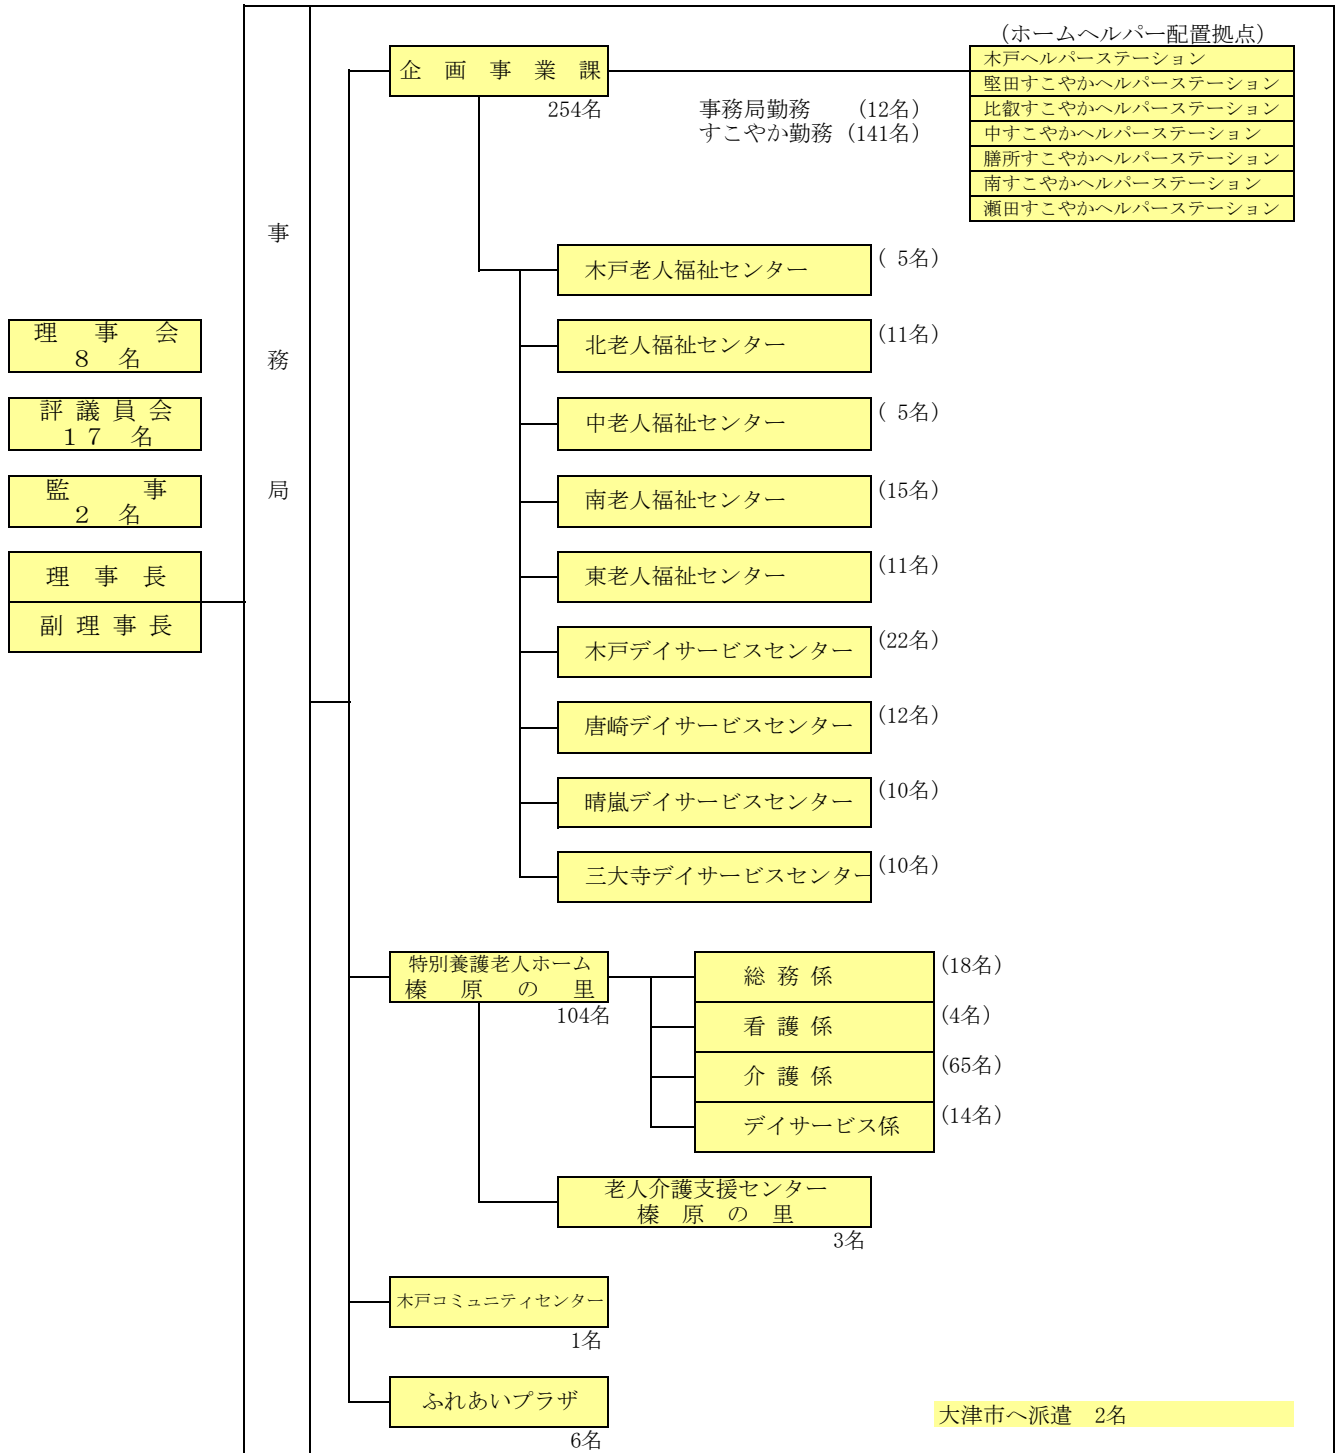 理　事　会
８　名
評 議 員 会
１７　名
監　　　事
２　名
理　事　長
副 理 事 長
事
務
局
企　画　事　業　課
254名
事務局勤務　(12名)
すこやか勤務 (141名)
(ホームヘルパー配置拠点)
木戸ヘルパーステーション
堅田すこやかヘルパーステーション
比叡すこやかヘルパーステーション
中すこやかヘルパーステーション
膳所すこやかヘルパーステーション
南すこやかヘルパーステーション
瀬田すこやかヘルパーステーション
木戸老人福祉センター ( 5名)
北老人福祉センター (11名)
中老人福祉センター ( 5名)
南老人福祉センター (15名)
東老人福祉センター (11名)
木戸デイサービスセンター (22名)
唐崎デイサービスセンター (12名)
晴嵐デイサービスセンター (10名)
三大寺デイサービスセンター (10名)
特別養護老人ホーム
榛　原　の　里
104名
総 務 係 (18名)
看 護 係 (4名)
介 護 係 (65名)
デイサービス係 (14名)
老人介護支援センター
榛　原　の　里
3名
木戸コミュニティセンター
1名
ふれあいプラザ
6名
大津市へ派遣　2名